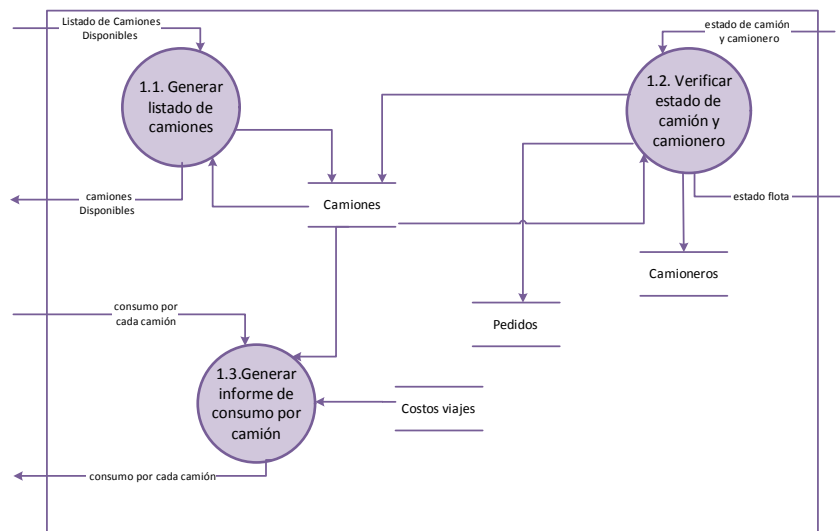 Listado de Camiones
Disponibles
estado de camión
y camionero
1.1. Generar
listado de
camiones
1.2. Verificar
estado de
camión y
camionero
camiones
Disponibles
Camiones
estado flota
Camioneros
consumo por
cada camión
Pedidos
1.3.Generar
informe de
consumo por
camión
Costos viajes
consumo por cada camión